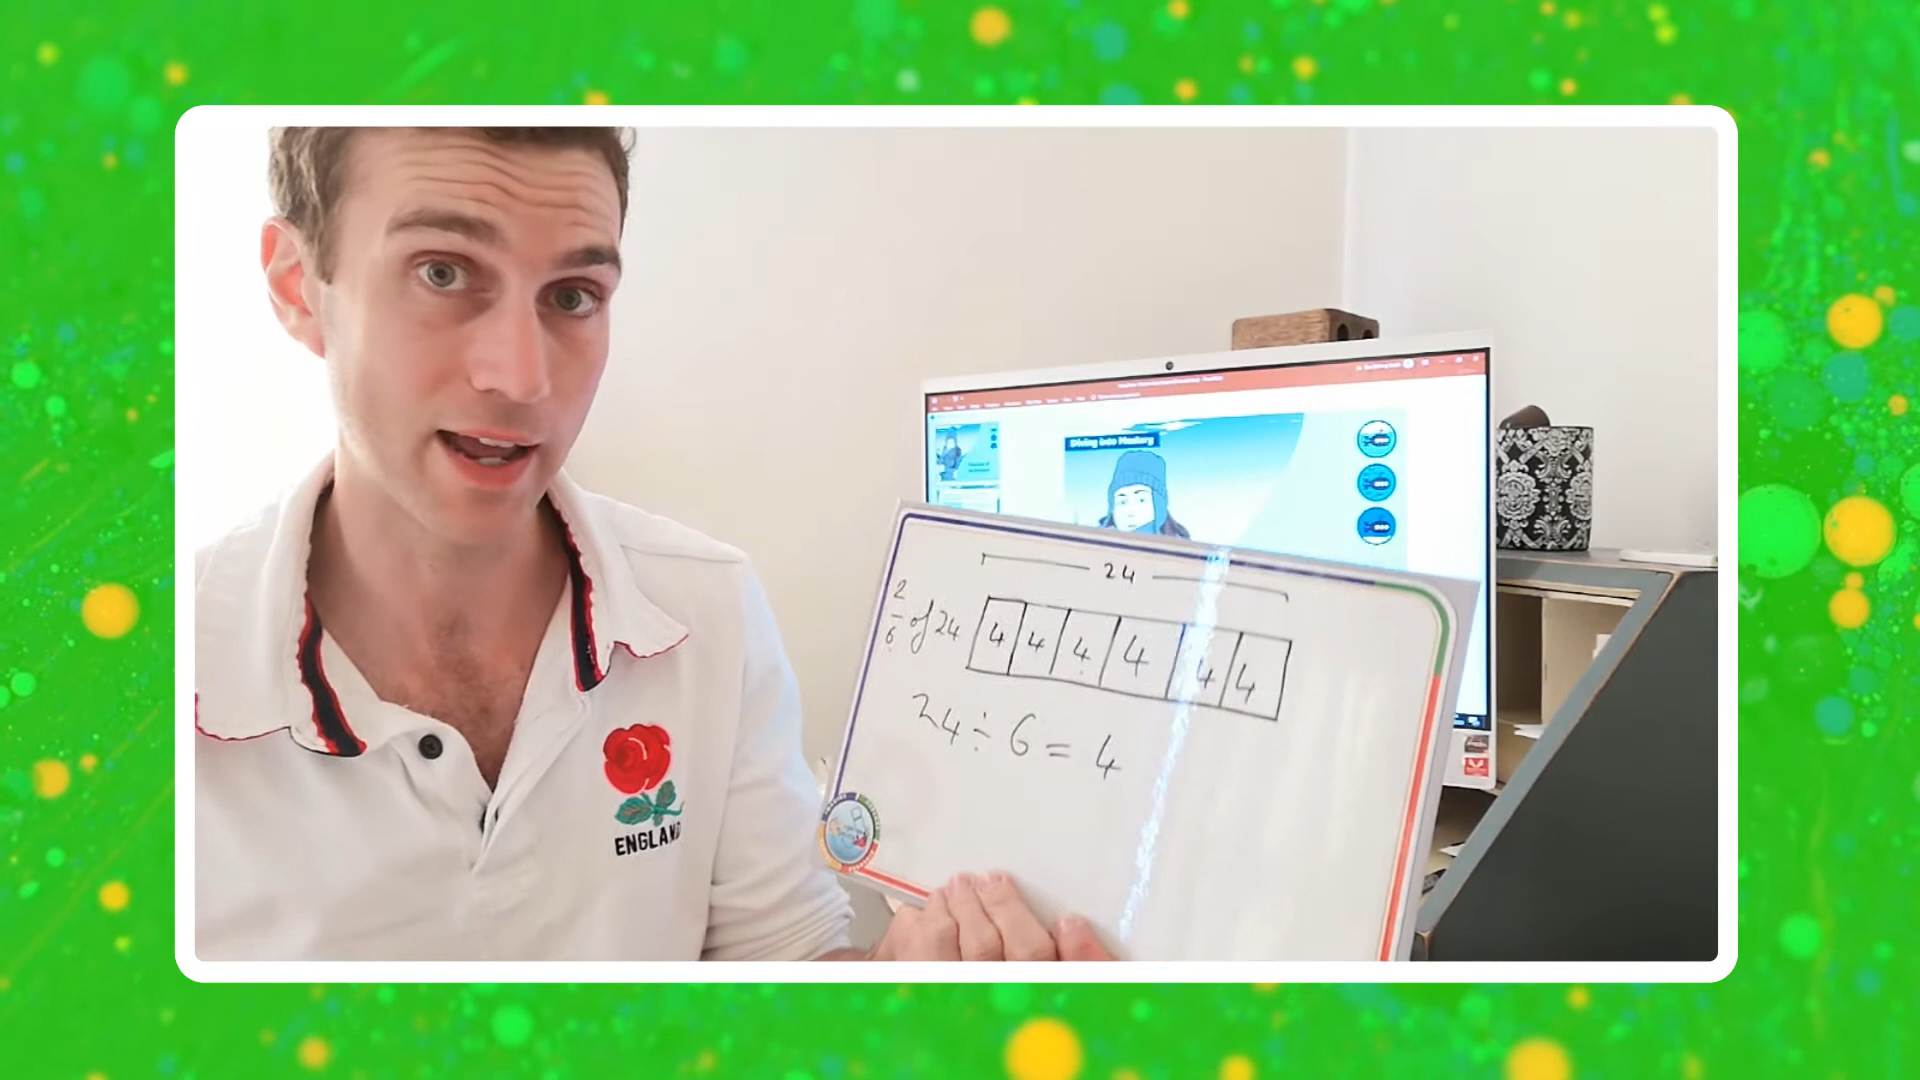 Diving into Mastery
24
2/6 of 24
4 4 4 4 4 4
24 ÷ 6 = 4
ENGLAND